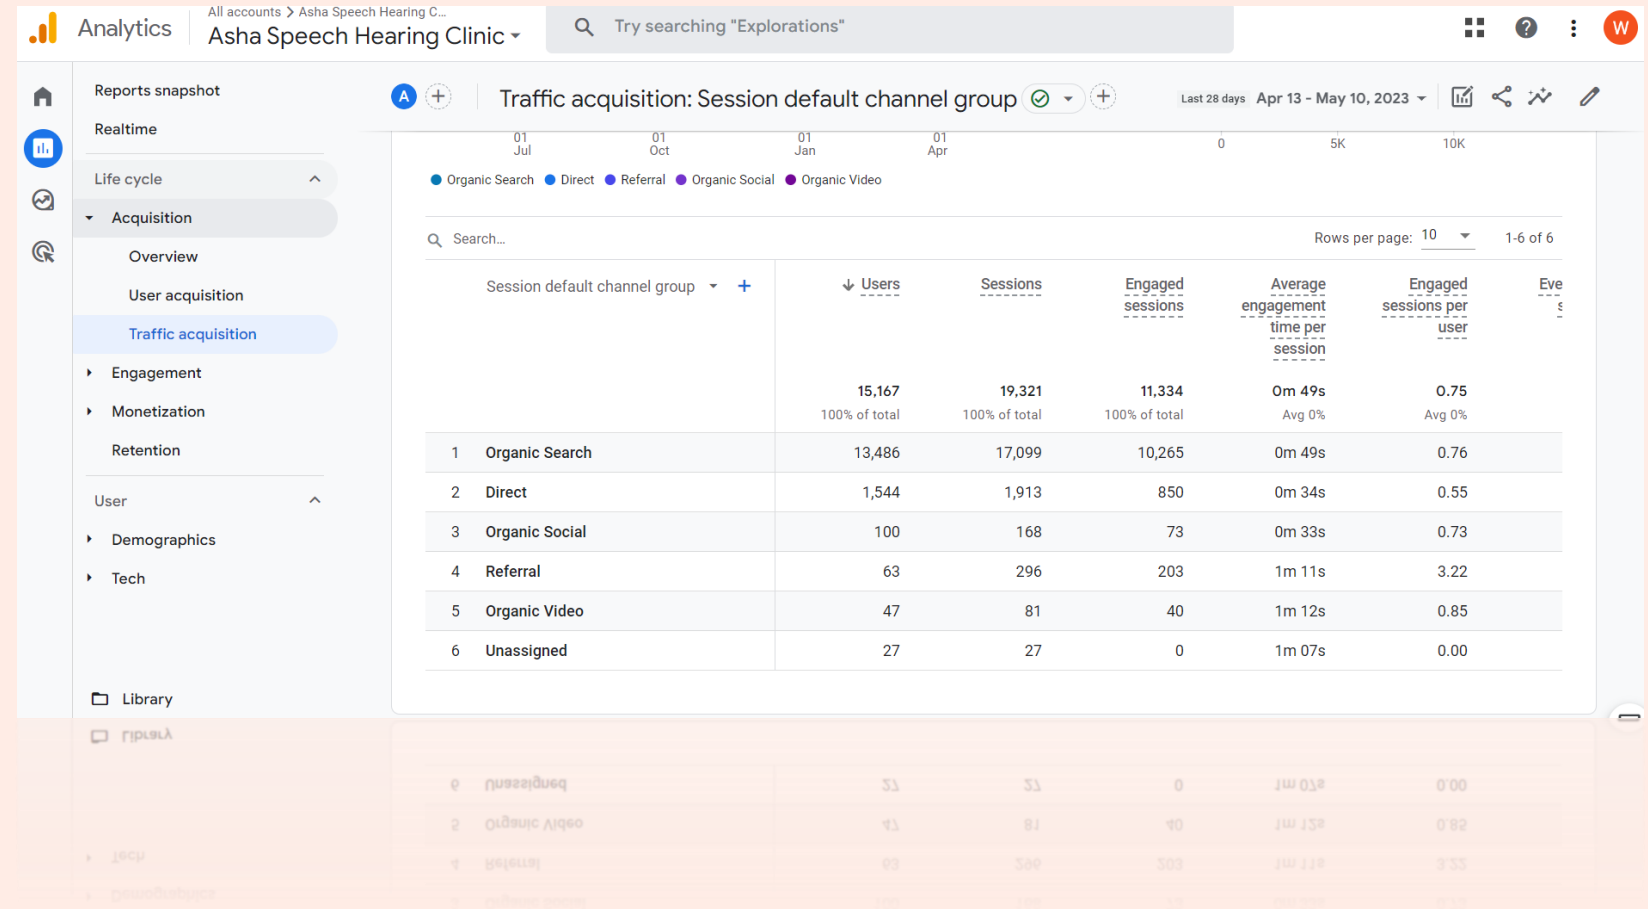 All accounts > Asha Speech Hearing C...
Analytics
Asha Speech Hearing Clinic
Try searching "Explorations"
W
Reports snapshot
Realtime
Life cycle
Acquisition
Overview
User acquisition
Traffic acquisition
Engagement
Monetization
Retention
User
Demographics
Tech
Library
A
Traffic acquisition: Session default channel group
Last 28 days Apr 13 - May 10, 2023
01 Jul
01 Oct
01 Jan
01 Apr
0 5K 10K
Organic Search Direct Referral Organic Social Organic Video
Search...
Rows per page: 10 1-6 of 6
Session default channel group
Users
Sessions
Engaged sessions
Average engagement time per session
Engaged sessions per user
Eve
s
15,167 19,321 11,334 0m 49s 0.75
100% of total 100% of total 100% of total Avg 0% Avg 0%
1 Organic Search 13,486 17,099 10,265 0m 49s 0.76
2 Direct 1,544 1,913 850 0m 34s 0.55
3 Organic Social 100 168 73 0m 33s 0.73
4 Referral 63 296 203 1m 11s 3.22
5 Organic Video 47 81 40 1m 12s 0.85
6 Unassigned 27 27 0 1m 07s 0.00